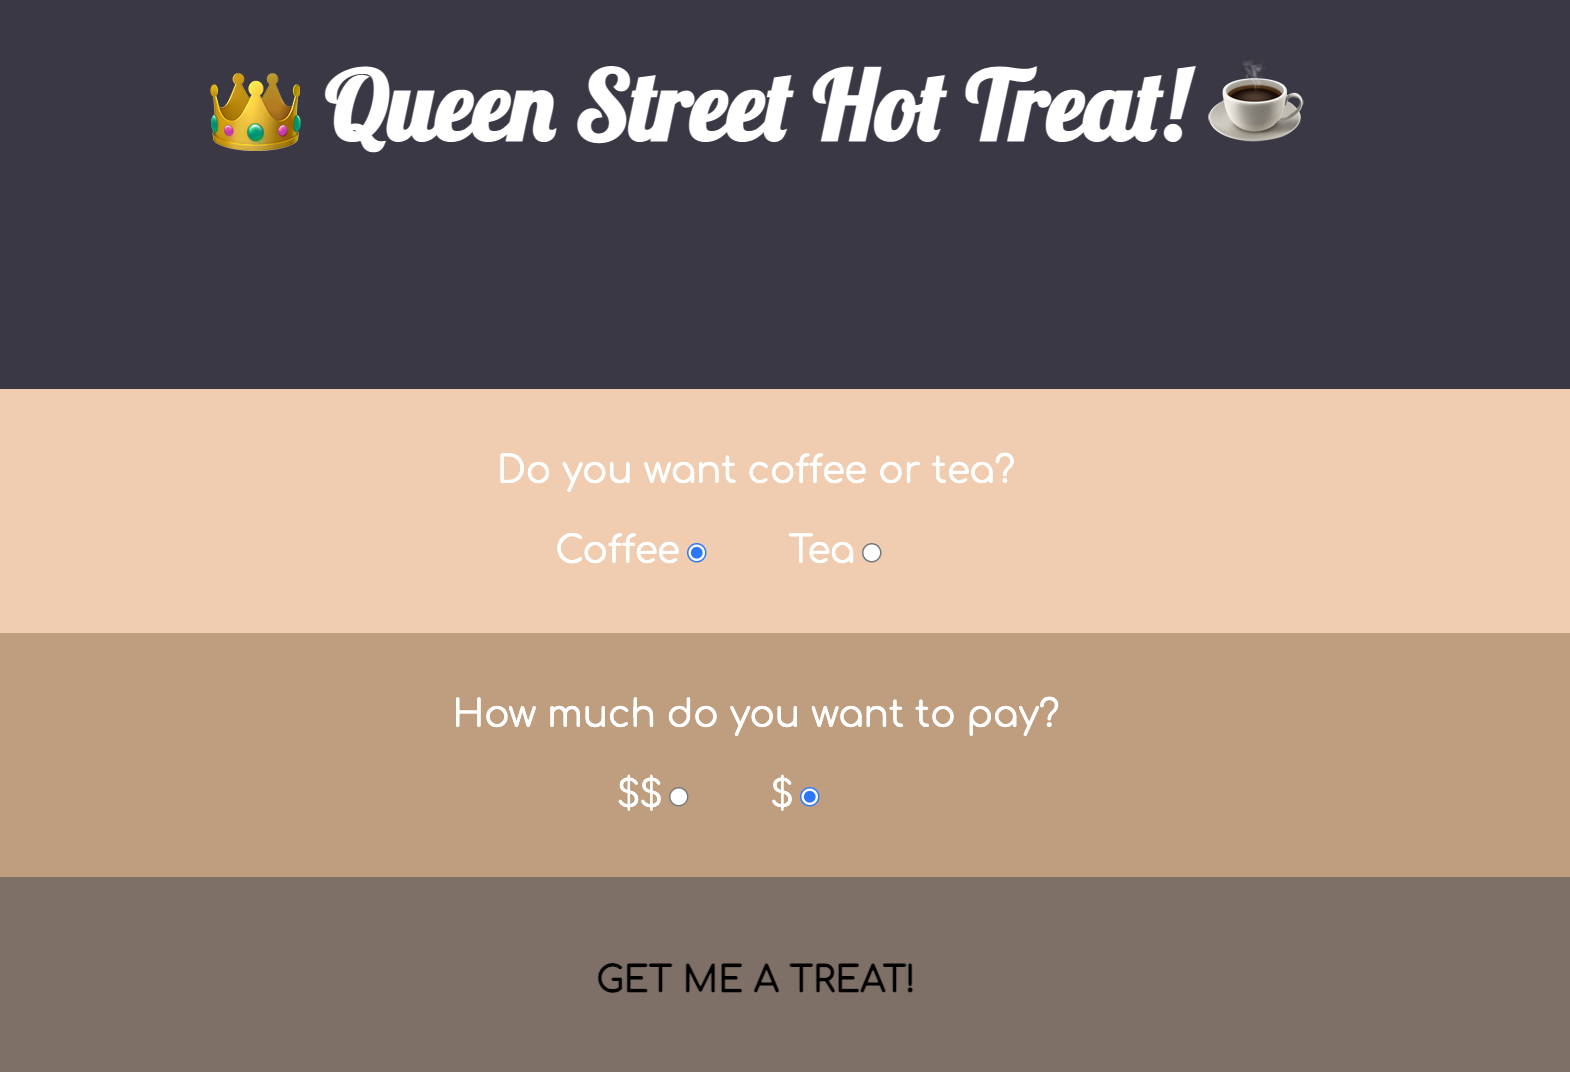 Queen Street Hot Treat!
Do you want coffee or tea?
Coffee Tea
How much do you want to pay?
$$ $
GET ME A TREAT!